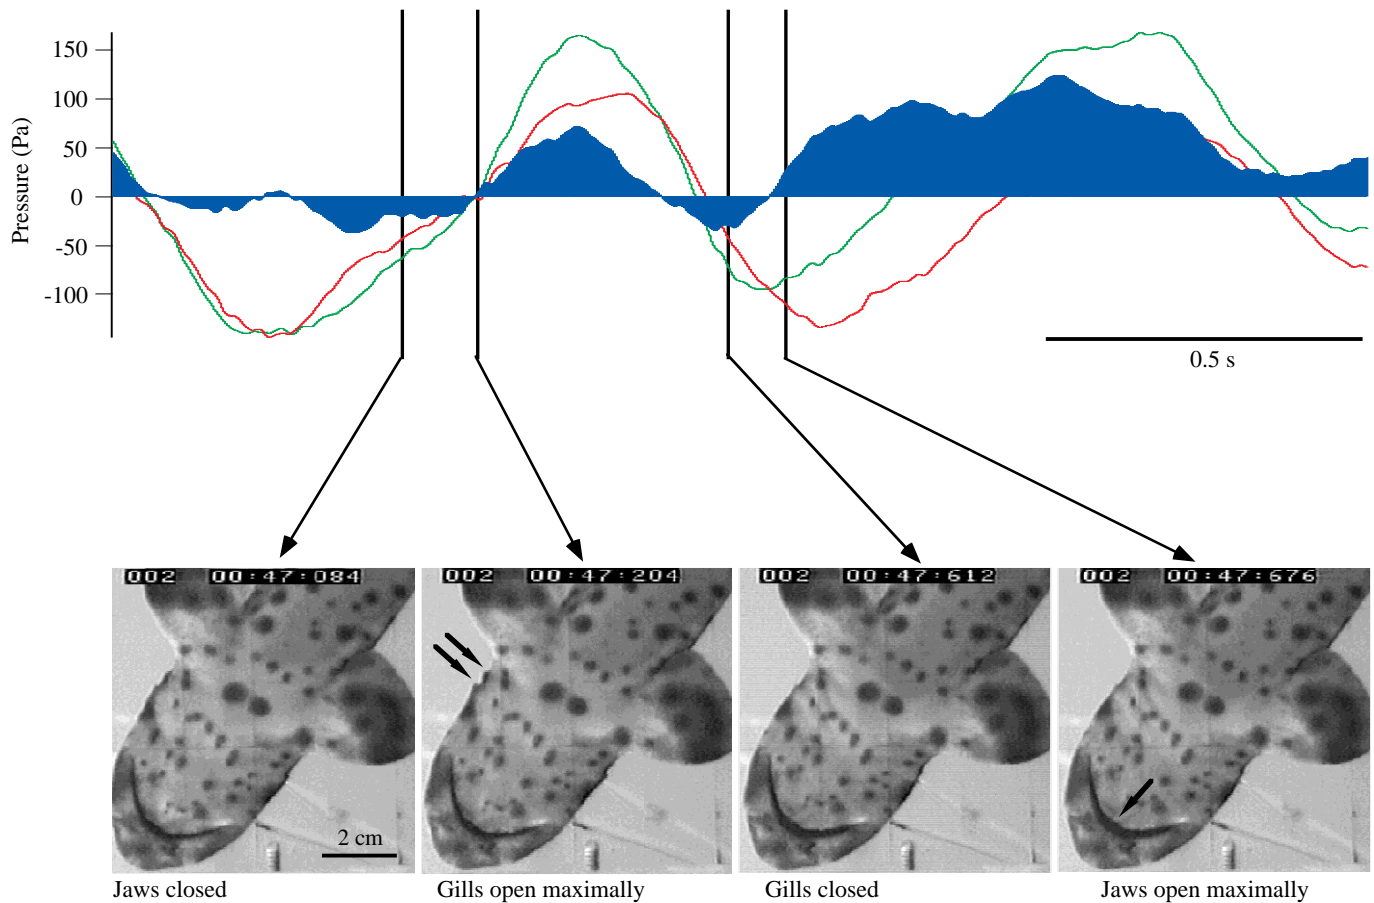 150
100
50
0
-50
-100
Pressure (Pa)
0.5 s
002 00:47:084
002 00:47:204
002 00:47:612
002 00:47:676
2 cm
Jaws closed
Gills open maximally
Gills closed
Jaws open maximally